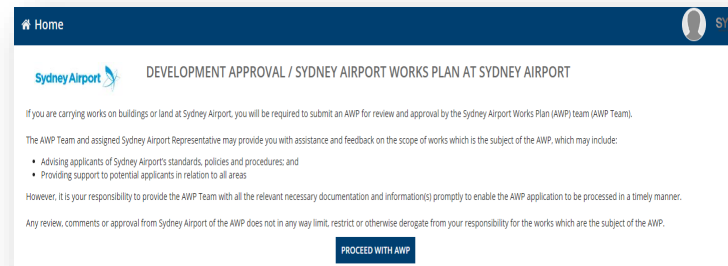 Home
SY
Sydney Airport
DEVELOPMENT APPROVAL / SYDNEY AIRPORT WORKS PLAN AT SYDNEY AIRPORT
If you are carrying works on buildings or land at Sydney Airport, you will be required to submit an AWP for review and approval by the Sydney Airport Works Plan (AWP) team (AWP Team).
The AWP Team and assigned Sydney Airport Representative may provide you with assistance and feedback on the scope of works which is the subject of the AWP, which may include:
• Advising applicants of Sydney Airport's standards, policies and procedures; and
• Providing support to potential applicants in relation to all areas
However, it is your responsibility to provide the AWP Team with all the relevant necessary documentation and information(s) promptly to enable the AWP application to be processed in a timely manner.
Any review, comments or approval from Sydney Airport of the AWP does not in any way limit, restrict or otherwise derogate from your responsibility for the works which are the subject of the AWP.
PROCEED WITH AWP